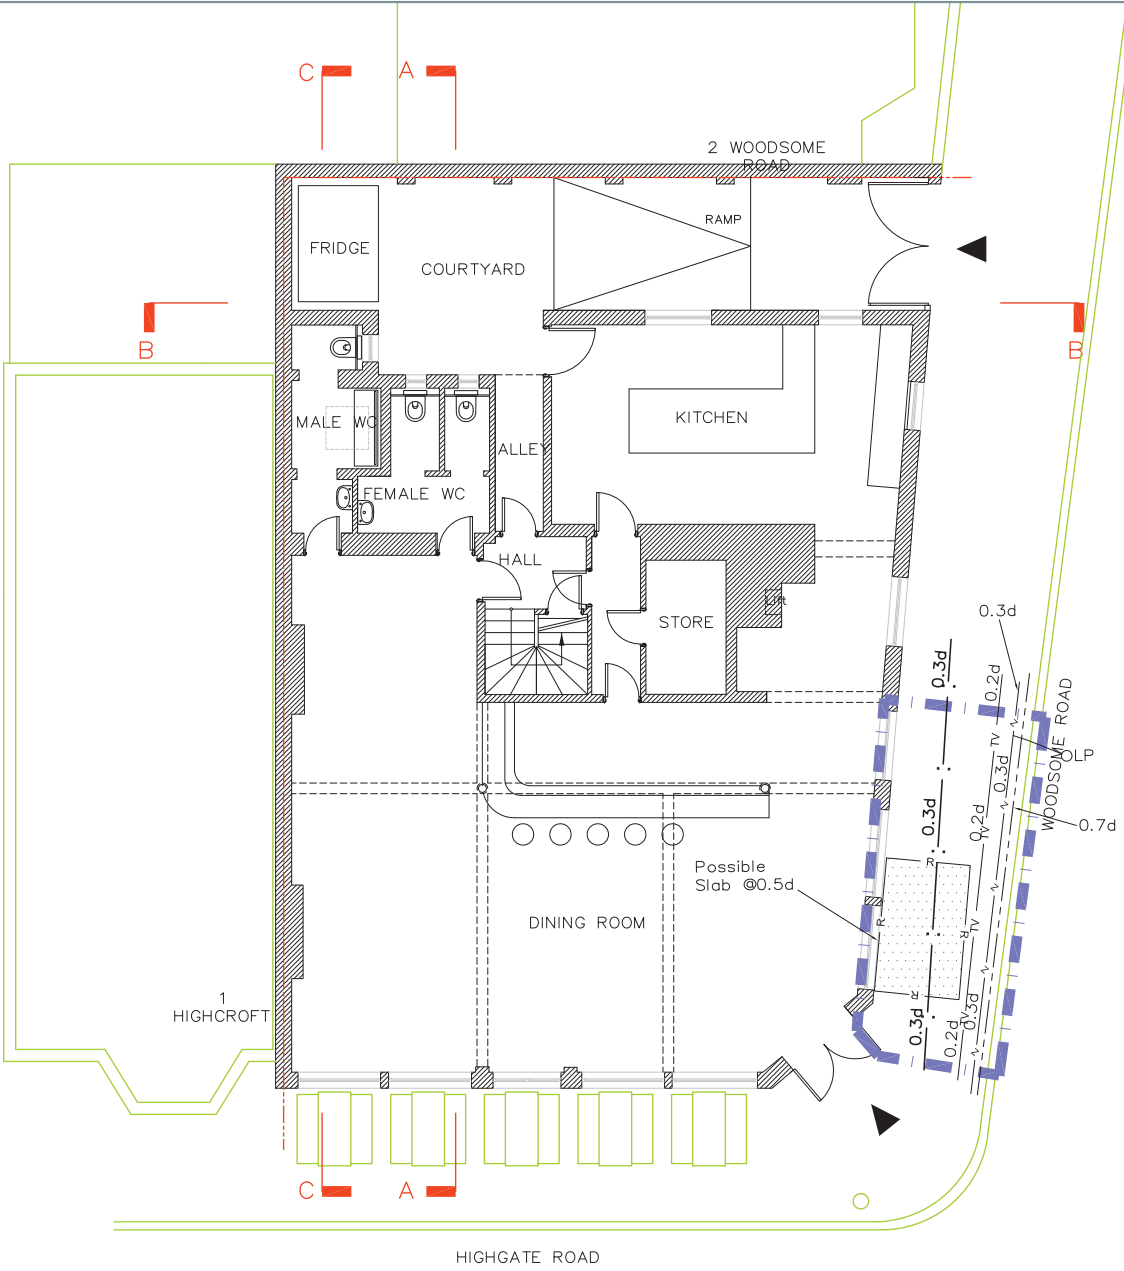 C
A
2 WOODSOME
ROAD
RAMP
FRIDGE
COURTYARD
B
B
MALE WC
KITCHEN
ALLEY
FEMALE WC
HALL
Lift
STORE
0.3d
0.3d
0.2d
WOODSOME ROAD
N
TV
OLP
0.3d
N
0.3d
0.2d
TV
0.7d
Possible
Slab @0.5d
R
N
R
R
TV
DINING ROOM
N
R
1
HIGHCROFT
0.3d
0.2d
TV
0.3d
N
C
A
HIGHGATE ROAD